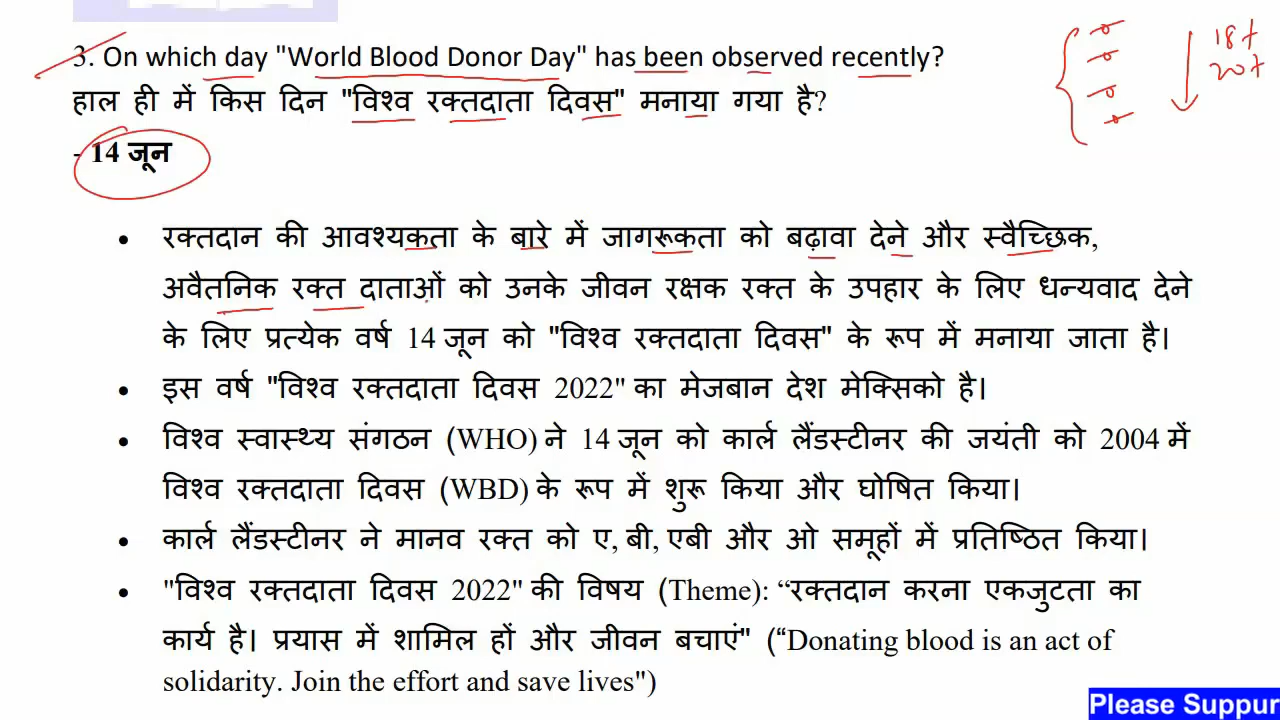 3. On which day "World Blood Donor Day" has been observed recently?
18+
20+
हाल ही में किस दिन "विश्व रक्तदाता दिवस" मनाया गया है?
- 14 जून
• रक्तदान की आवश्यकता के बारे में जागरूकता को बढ़ावा देने और स्वैच्छिक,
अवैतनिक रक्त दाताओं को उनके जीवन रक्षक रक्त के उपहार के लिए धन्यवाद देने
के लिए प्रत्येक वर्ष 14 जून को "विश्व रक्तदाता दिवस" के रूप में मनाया जाता है।
• इस वर्ष "विश्व रक्तदाता दिवस 2022" का मेजबान देश मेक्सिको है।
• विश्व स्वास्थ्य संगठन (WHO) ने 14 जून को कार्ल लैंडस्टीनर की जयंती को 2004 में
विश्व रक्तदाता दिवस (WBD) के रूप में शुरू किया और घोषित किया।
• कार्ल लैंडस्टीनर ने मानव रक्त को ए, बी, एबी और ओ समूहों में प्रतिष्ठित किया।
• "विश्व रक्तदाता दिवस 2022" की विषय (Theme): “रक्तदान करना एकजुटता का
कार्य है। प्रयास में शामिल हों और जीवन बचाएं" (“Donating blood is an act of
solidarity. Join the effort and save lives")
Please Suppur